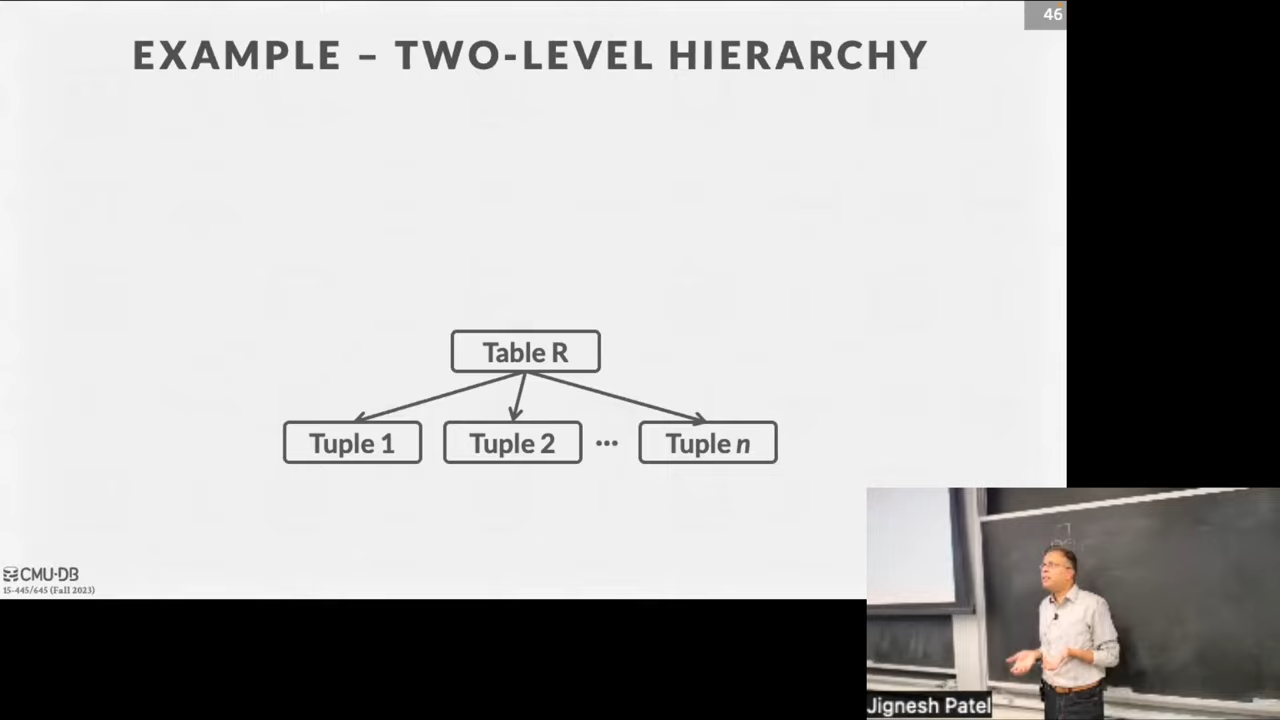 46
EXAMPLE – TWO-LEVEL HIERARCHY
Table R
Tuple 1
Tuple 2
...
Tuple n
CMU·DB
15-445/645 (Fall 2023)
Jignesh Patel